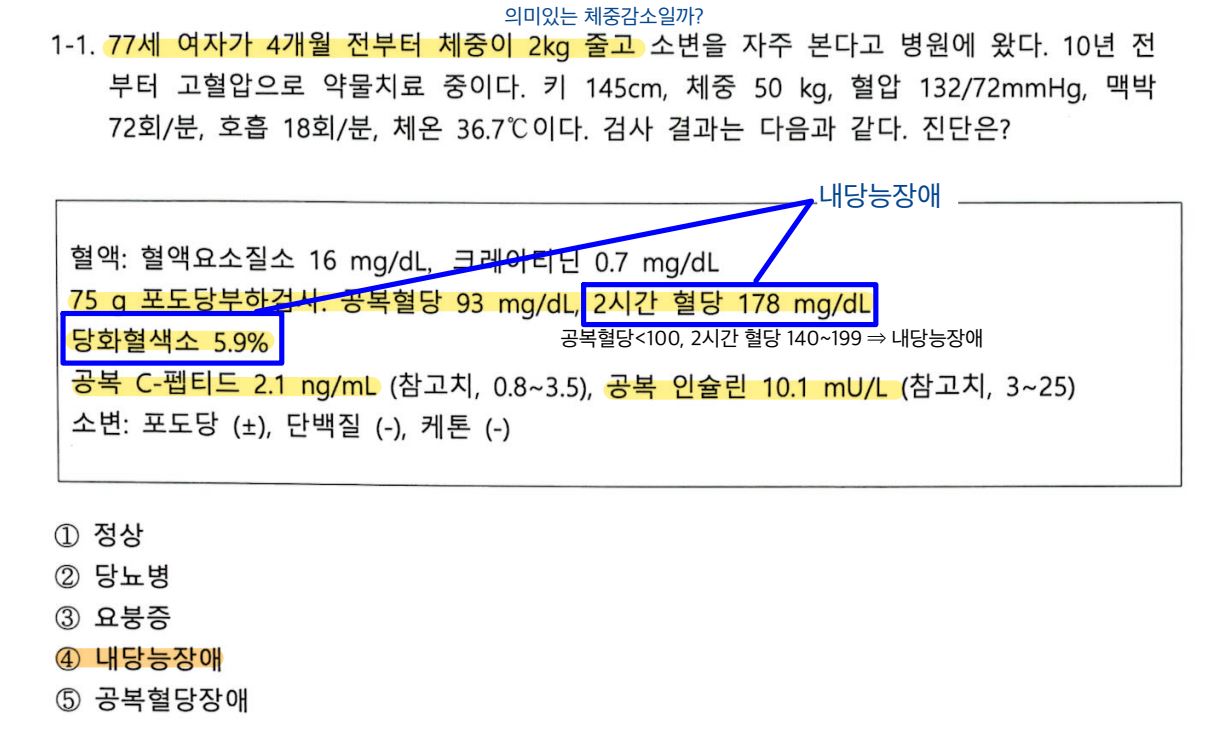 의미있는 체중감소일까?
1-1. 77세 여자가 4개월 전부터 체중이 2kg 줄고 소변을 자주 본다고 병원에 왔다. 10년 전
부터 고혈압으로 약물치료 중이다. 키 145cm, 체중 50 kg, 혈압 132/72mmHg, 맥박
72회/분, 호흡 18회/분, 체온 36.7℃이다. 검사 결과는 다음과 같다. 진단은?
내당능장애
혈액: 혈액요소질소 16 mg/dL, 크레아티닌 0.7 mg/dL
75 g 포도당부하검사: 공복혈당 93 mg/dL, 2시간 혈당 178 mg/dL
당화혈색소 5.9%
공복혈당<100, 2시간 혈당 140~199 ⇒ 내당능장애
공복 C-펩티드 2.1 ng/mL (참고치, 0.8~3.5), 공복 인슐린 10.1 mU/L (참고치, 3~25)
소변: 포도당 (±), 단백질 (-), 케톤 (-)
① 정상
② 당뇨병
③ 요붕증
④ 내당능장애
⑤ 공복혈당장애